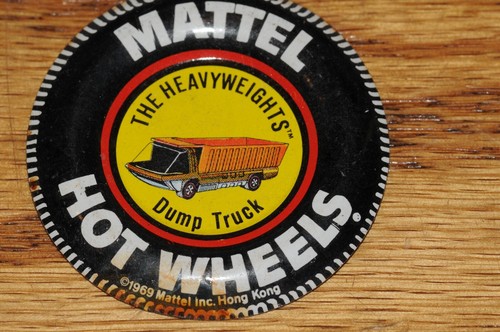 MATTEL
THE HEAVYWEIGHTS™
Dump Truck
HOT WHEELS®
©1969 Mattel Inc. Hong Kong